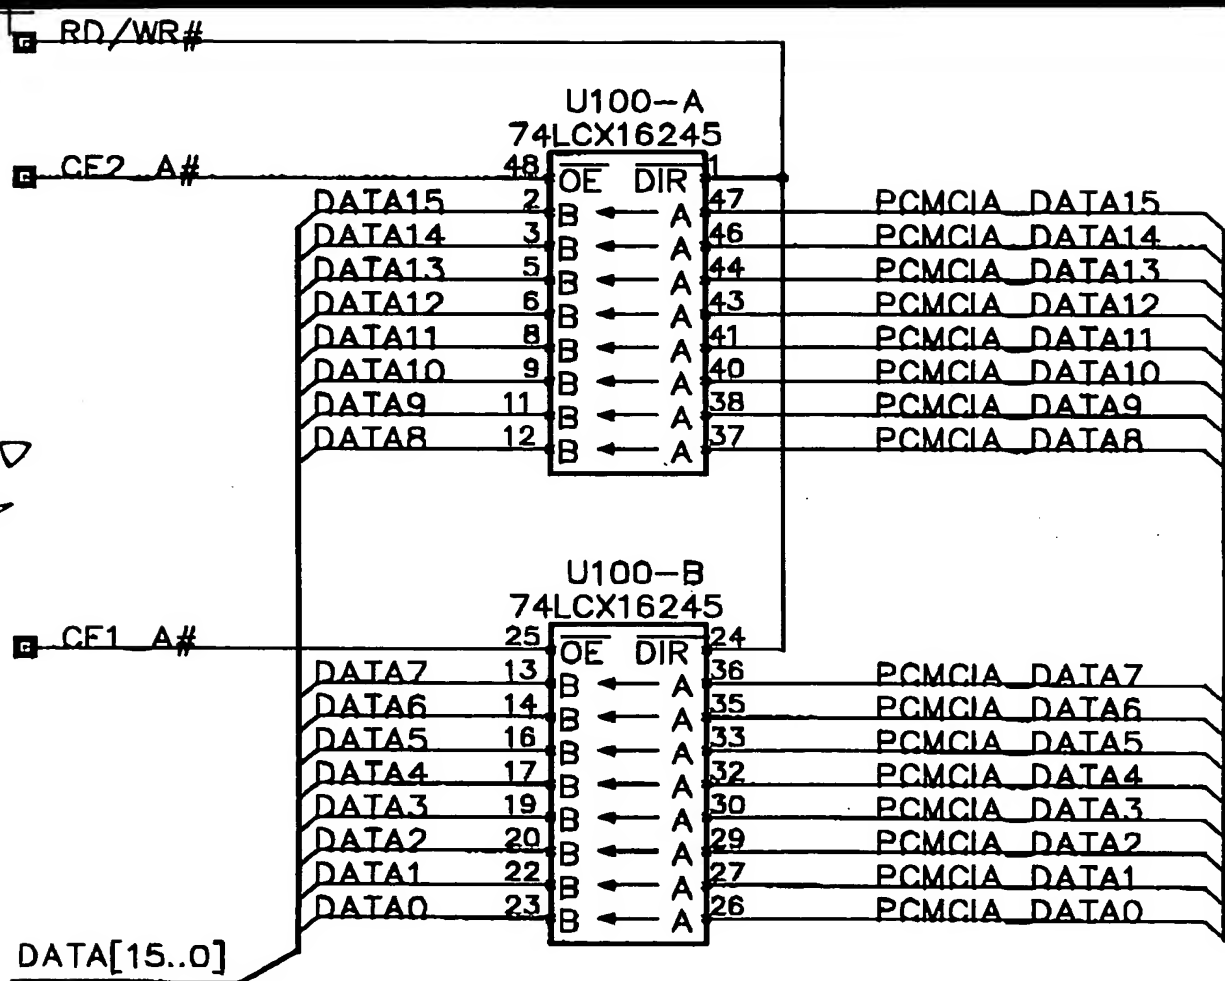 RD/WR#
U100-A
74LCX16245
CE2_A# 48 OE DIR 1
DATA15 2 B A 47 PCMCIA_DATA15
DATA14 3 B A 46 PCMCIA_DATA14
DATA13 5 B A 44 PCMCIA_DATA13
DATA12 6 B A 43 PCMCIA_DATA12
DATA11 8 B A 41 PCMCIA_DATA11
DATA10 9 B A 40 PCMCIA_DATA10
DATA9 11 B A 38 PCMCIA_DATA9
DATA8 12 B A 37 PCMCIA_DATA8
U100-B
74LCX16245
CE1_A# 25 OE DIR 24
DATA7 13 B A 36 PCMCIA_DATA7
DATA6 14 B A 35 PCMCIA_DATA6
DATA5 16 B A 33 PCMCIA_DATA5
DATA4 17 B A 32 PCMCIA_DATA4
DATA3 19 B A 30 PCMCIA_DATA3
DATA2 20 B A 29 PCMCIA_DATA2
DATA1 22 B A 27 PCMCIA_DATA1
DATA0 23 B A 26 PCMCIA_DATA0
DATA[15..0]